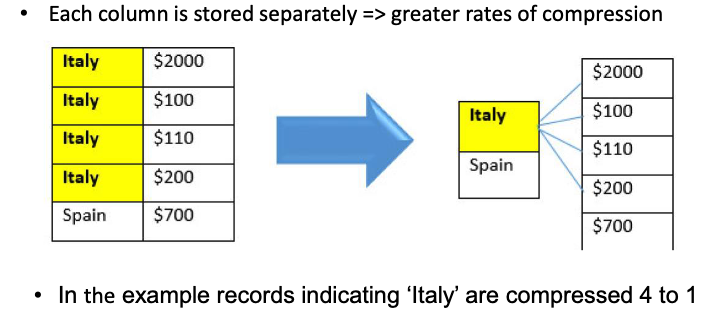 • Each column is stored separately => greater rates of compression
Italy $2000
Italy $100
Italy $110
Italy $200
Spain $700
Italy
Spain
$2000
$100
$110
$200
$700
• In the example records indicating ‘Italy’ are compressed 4 to 1